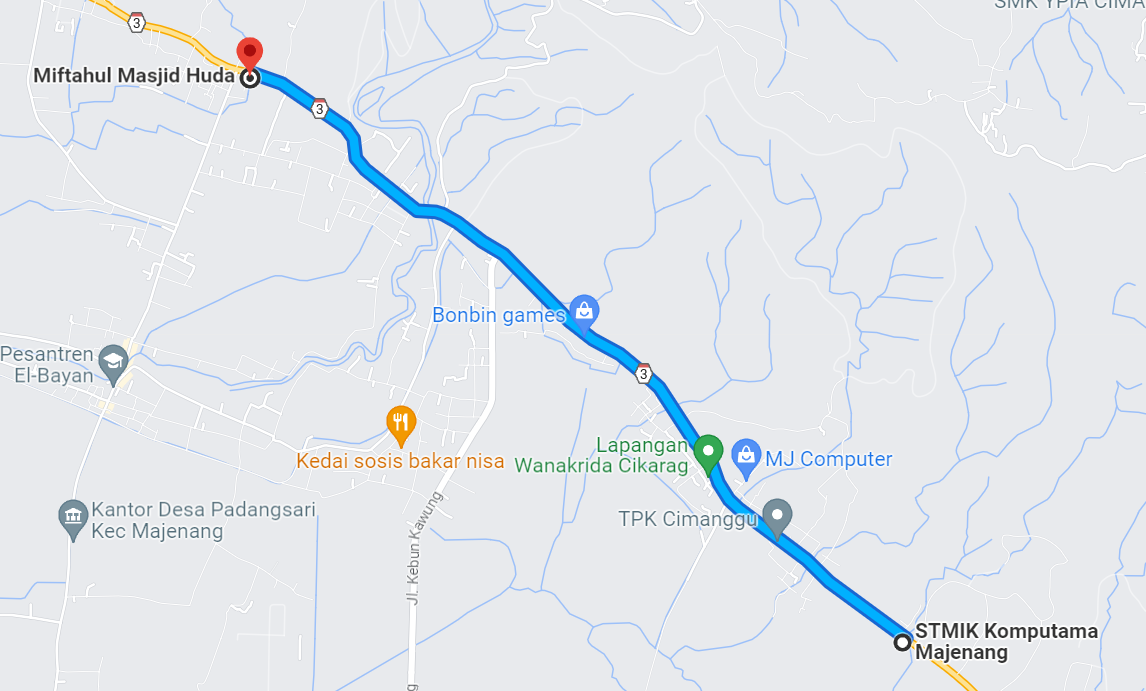 SMK YPIA CIMA
3
Miftahul Masjid Huda
3
Bonbin games
Pesantren
El-Bayan
3
Lapangan
Wanakrida Cikarag
MJ Computer
Kedai sosis bakar nisa
Kantor Desa Padangsari
Kec Majenang
TPK Cimanggu
Jl. Kebun Kawung
STMIK Komputama
Majenang